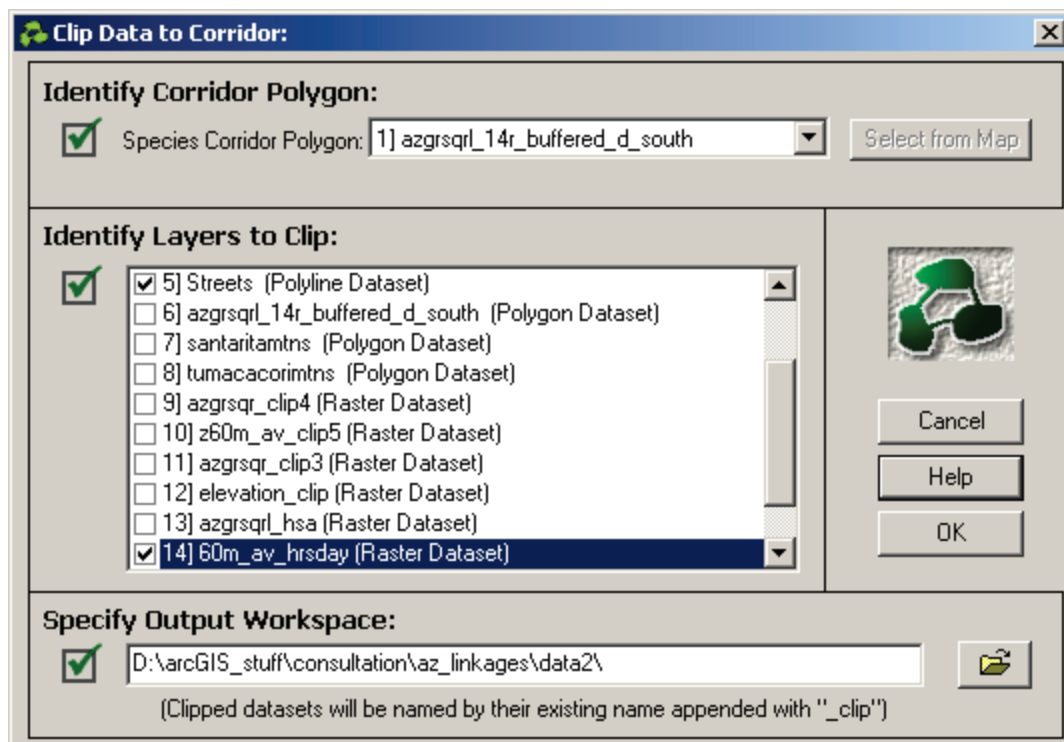 Clip Data to Corridor:
Identify Corridor Polygon:
Species Corridor Polygon: 1] azgrsqrl_14r_buffered_d_south Select from Map
Identify Layers to Clip:
5] Streets (Polyline Dataset)
6] azgrsqrl_14r_buffered_d_south (Polygon Dataset)
7] santaritamtns (Polygon Dataset)
8] tumacacorimtns (Polygon Dataset)
9] azgrsqr_clip4 (Raster Dataset)
10] z60m_av_clip5 (Raster Dataset)
11] azgrsqr_clip3 (Raster Dataset)
12] elevation_clip (Raster Dataset)
13] azgrsqrl_hsa (Raster Dataset)
14] 60m_av_hrsday (Raster Dataset)
Cancel
Help
OK
Specify Output Workspace:
D:\arcGIS_stuff\consultation\az_linkages\data2\
(Clipped datasets will be named by their existing name appended with "_clip")